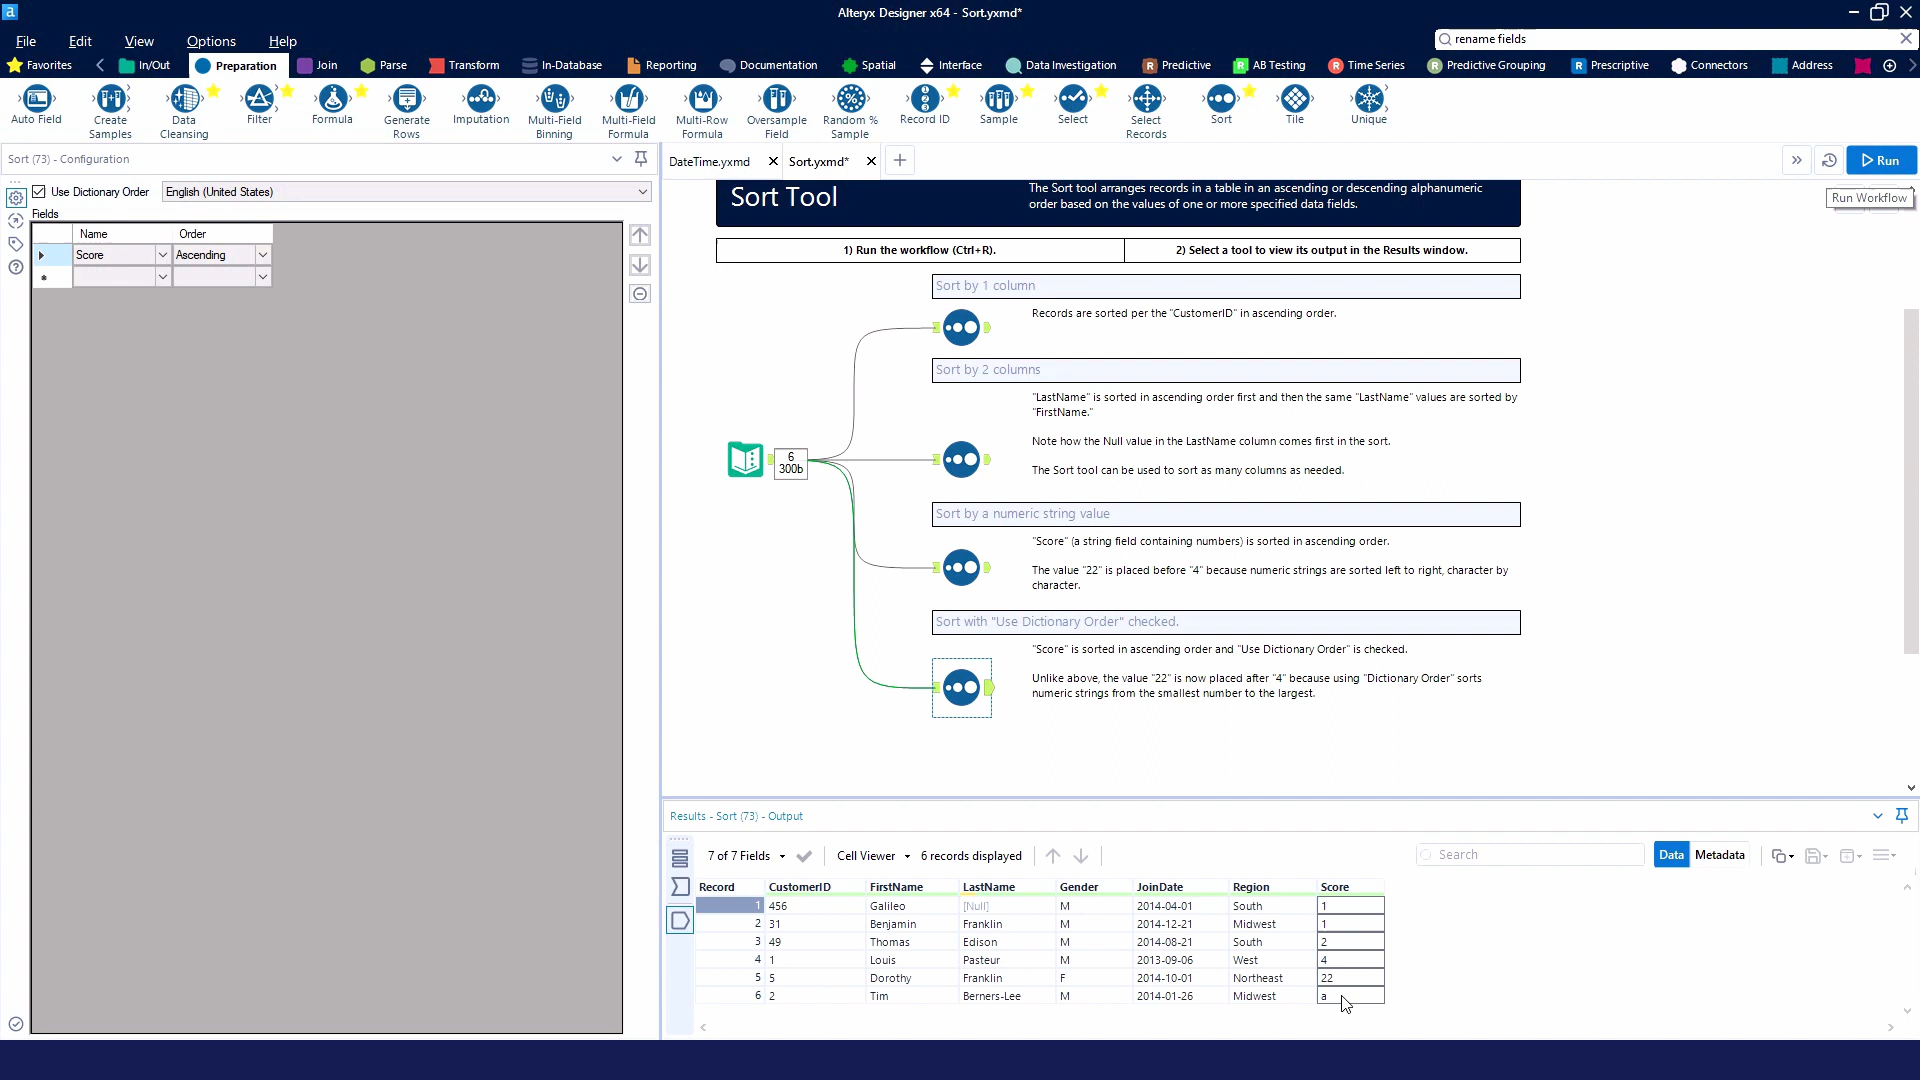 a Alteryx Designer x64 - Sort.yxmd*
File Edit View Options Help
rename fields
Favorites In/Out Preparation Join Parse Transform In-Database Reporting Documentation Spatial Interface Data Investigation R Predictive R AB Testing R Time Series R Predictive Grouping R Prescriptive Connectors Address
Auto Field
Create
Samples
Data
Cleansing
Filter
Formula
Generate
Rows
Imputation
Multi-Field
Binning
Multi-Field
Formula
Multi-Row
Formula
Oversample
Field
Random %
Sample
Record ID
Sample
Select
Select
Records
Sort
Tile
Unique
Sort (73) - Configuration
Use Dictionary Order English (United States)
Fields
Name Order
Score Ascending
DateTime.yxmd Sort.yxmd*
Run
Run Workflow
Sort Tool
The Sort tool arranges records in a table in an ascending or descending alphanumeric
order based on the values of one or more specified data fields.
1) Run the workflow (Ctrl+R). 2) Select a tool to view its output in the Results window.
Sort by 1 column
Records are sorted per the "CustomerID" in ascending order.
Sort by 2 columns
"LastName" is sorted in ascending order first and then the same "LastName" values are sorted by
"FirstName."
Note how the Null value in the LastName column comes first in the sort.
The Sort tool can be used to sort as many columns as needed.
6
300b
Sort by a numeric string value
"Score" (a string field containing numbers) is sorted in ascending order.
The value "22" is placed before "4" because numeric strings are sorted left to right, character by
character.
Sort with "Use Dictionary Order" checked.
"Score" is sorted in ascending order and "Use Dictionary Order" is checked.
Unlike above, the value "22" is now placed after "4" because using "Dictionary Order" sorts
numeric strings from the smallest number to the largest.
Results - Sort (73) - Output
7 of 7 Fields Cell Viewer 6 records displayed Search Data Metadata
Record CustomerID FirstName LastName Gender JoinDate Region Score
1 456 Galileo [Null] M 2014-04-01 South 1
2 31 Benjamin Franklin M 2014-12-21 Midwest 1
3 49 Thomas Edison M 2014-08-21 South 2
4 1 Louis Pasteur M 2013-09-06 West 4
5 5 Dorothy Franklin F 2014-10-01 Northeast 22
6 2 Tim Berners-Lee M 2014-01-26 Midwest a